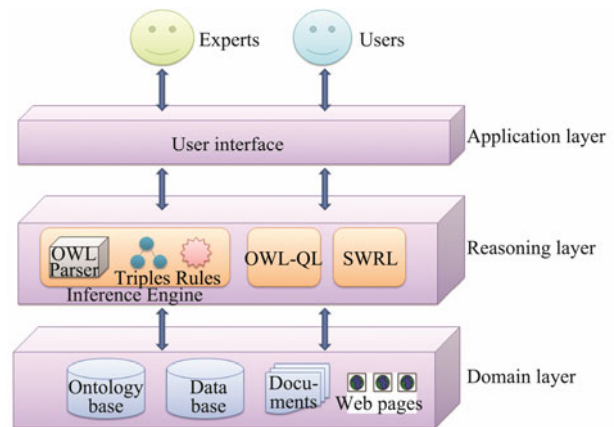 Experts
Users
User interface
Application layer
OWL
Parser
Triples Rules
Inference Engine
OWL-QL
SWRL
Reasoning layer
Ontology
base
Data
base
Docu-
ments
Web pages
Domain layer